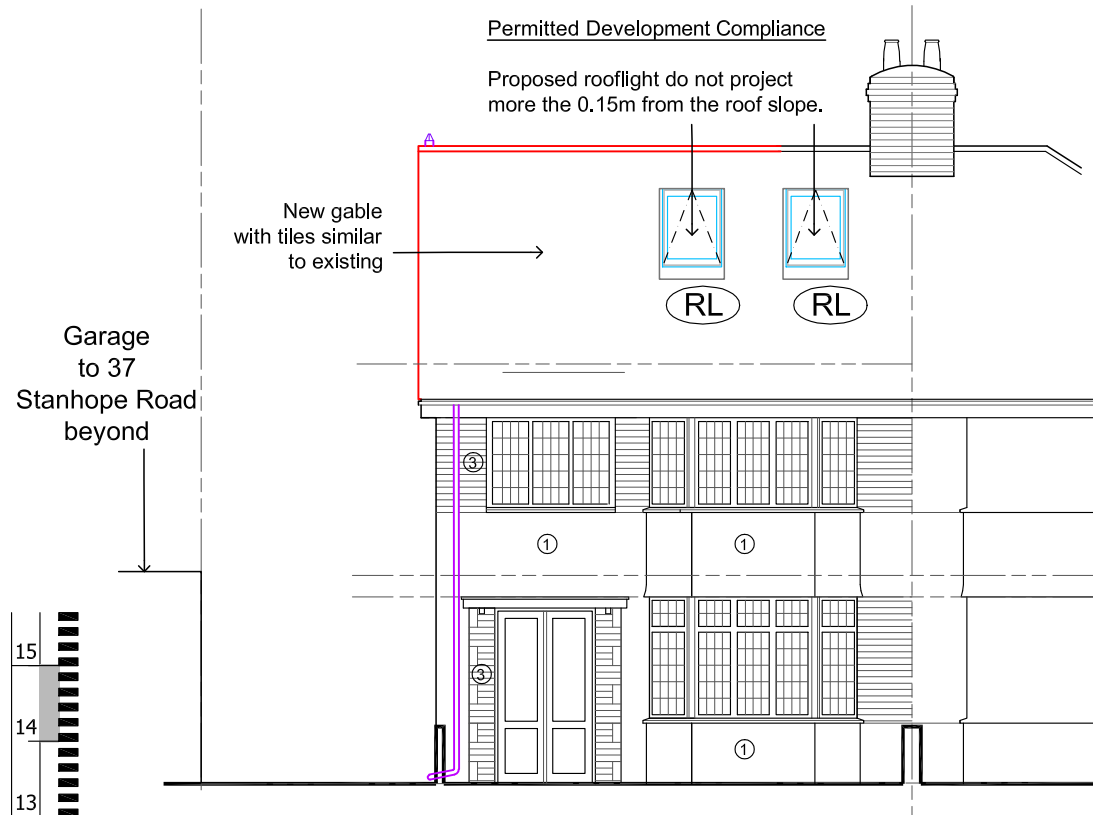 Permitted Development Compliance
Proposed rooflight do not project
more the 0.15m from the roof slope.
New gable
with tiles similar
to existing
RL
RL
Garage
to 37
Stanhope Road
beyond
3
1
1
3
1
15
14
13